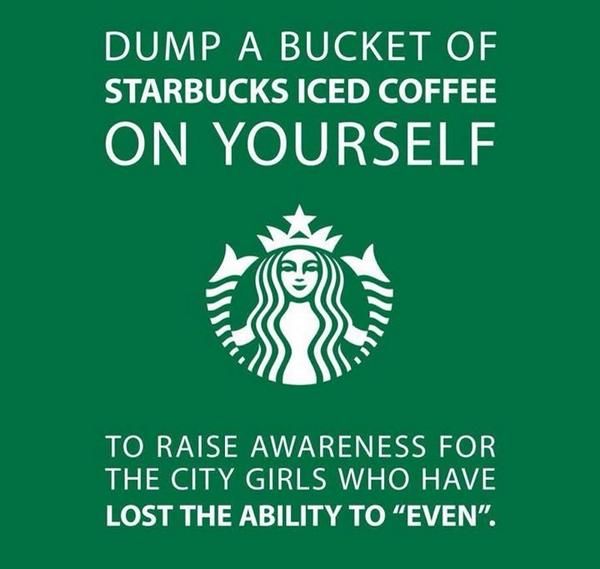 DUMP A BUCKET OF
STARBUCKS ICED COFFEE
ON YOURSELF
TO RAISE AWARENESS FOR
THE CITY GIRLS WHO HAVE
LOST THE ABILITY TO “EVEN”.